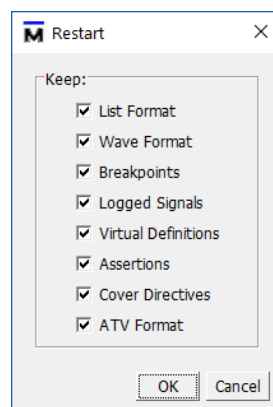 M Restart
Keep:
List Format
Wave Format
Breakpoints
Logged Signals
Virtual Definitions
Assertions
Cover Directives
ATV Format
OK Cancel